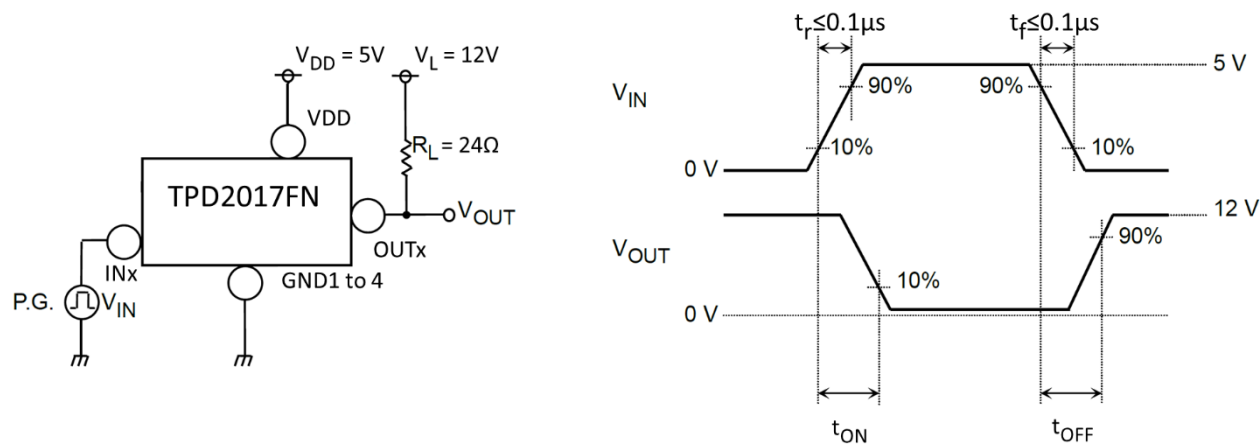 V_DD = 5V
V_L = 12V
VDD
R_L = 24Ω
TPD2017FN
V_OUT
OUTx
INx
GND1 to 4
P.G.
V_IN
t_r≤0.1μs
t_f≤0.1μs
5 V
V_IN
90%
90%
10%
10%
0 V
12 V
V_OUT
90%
10%
0 V
t_ON
t_OFF